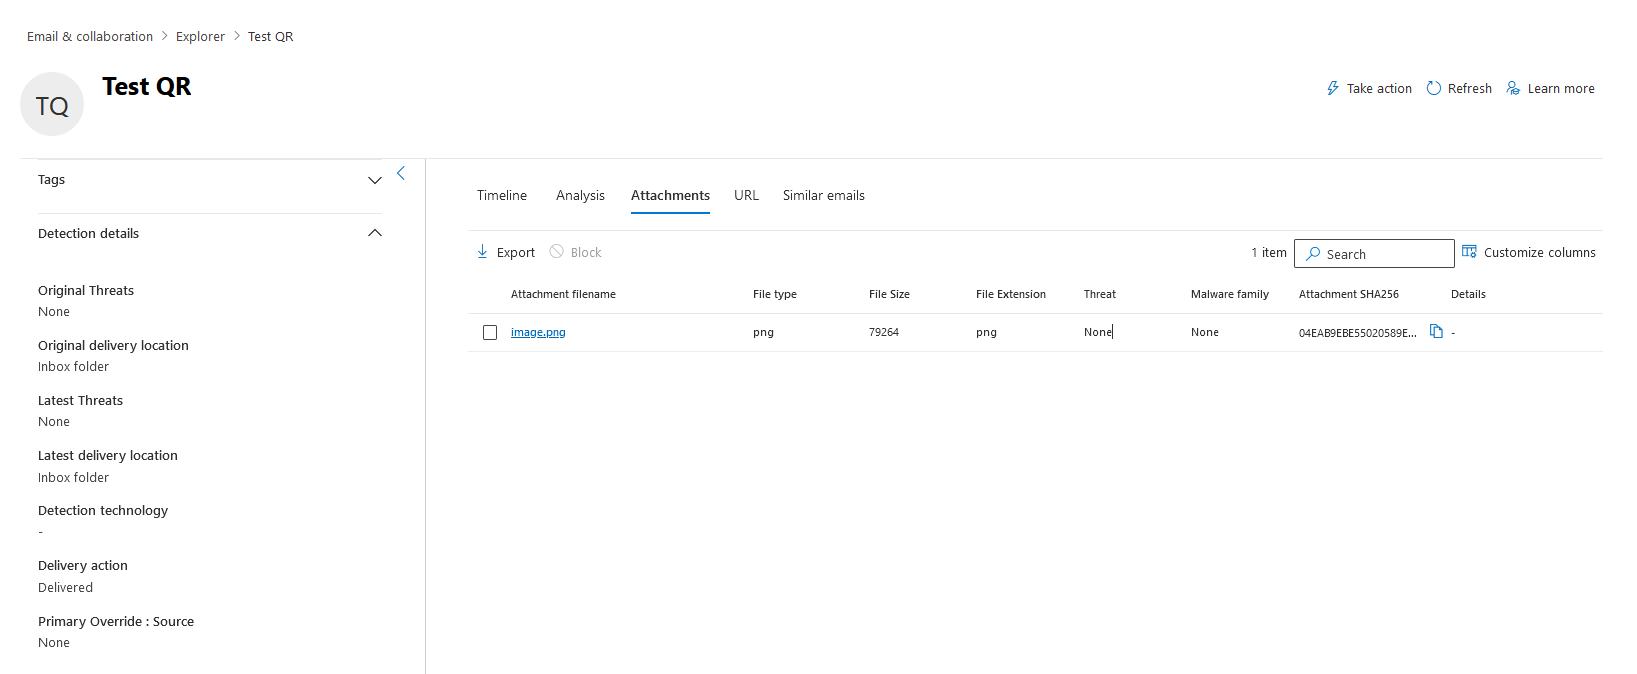 Email & collaboration > Explorer > Test QR
TQ
Test QR
Take action
Refresh
Learn more
Tags
Detection details
Original Threats
None
Original delivery location
Inbox folder
Latest Threats
None
Latest delivery location
Inbox folder
Detection technology
-
Delivery action
Delivered
Primary Override : Source
None
Timeline Analysis Attachments URL Similar emails
Export Block 1 item Search Customize columns
Attachment filename File type File Size File Extension Threat Malware family Attachment SHA256 Details
image.png png 79264 png None None 04EAB9EBE55020589E... -